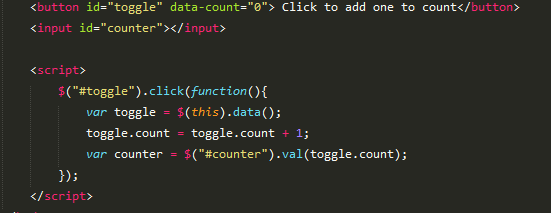 <button id="toggle" data-count="0"> Click to add one to count</button>
<input id="counter"></input>
<script>
$("#toggle").click(function(){
var toggle = $(this).data();
toggle.count = toggle.count + 1;
var counter = $("#counter").val(toggle.count);
});
</script>